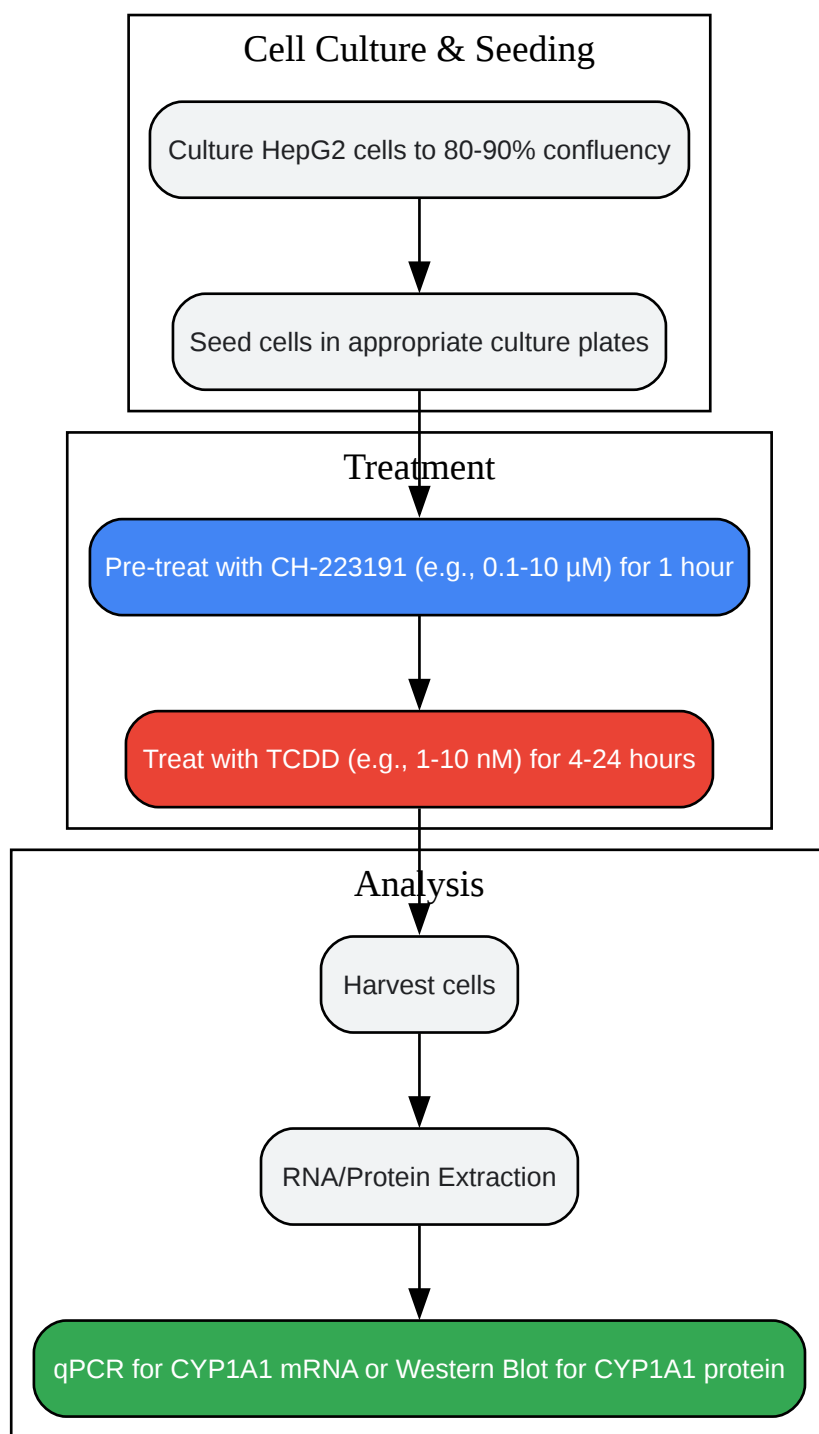 Cell Culture & Seeding
Culture HepG2 cells to 80-90% confluency
Seed cells in appropriate culture plates
Treatment
Pre-treat with CH-223191 (e.g., 0.1-10 µM) for 1 hour
Treat with TCDD (e.g., 1-10 nM) for 4-24 hours
Analysis
Harvest cells
RNA/Protein Extraction
qPCR for CYP1A1 mRNA or Western Blot for CYP1A1 protein